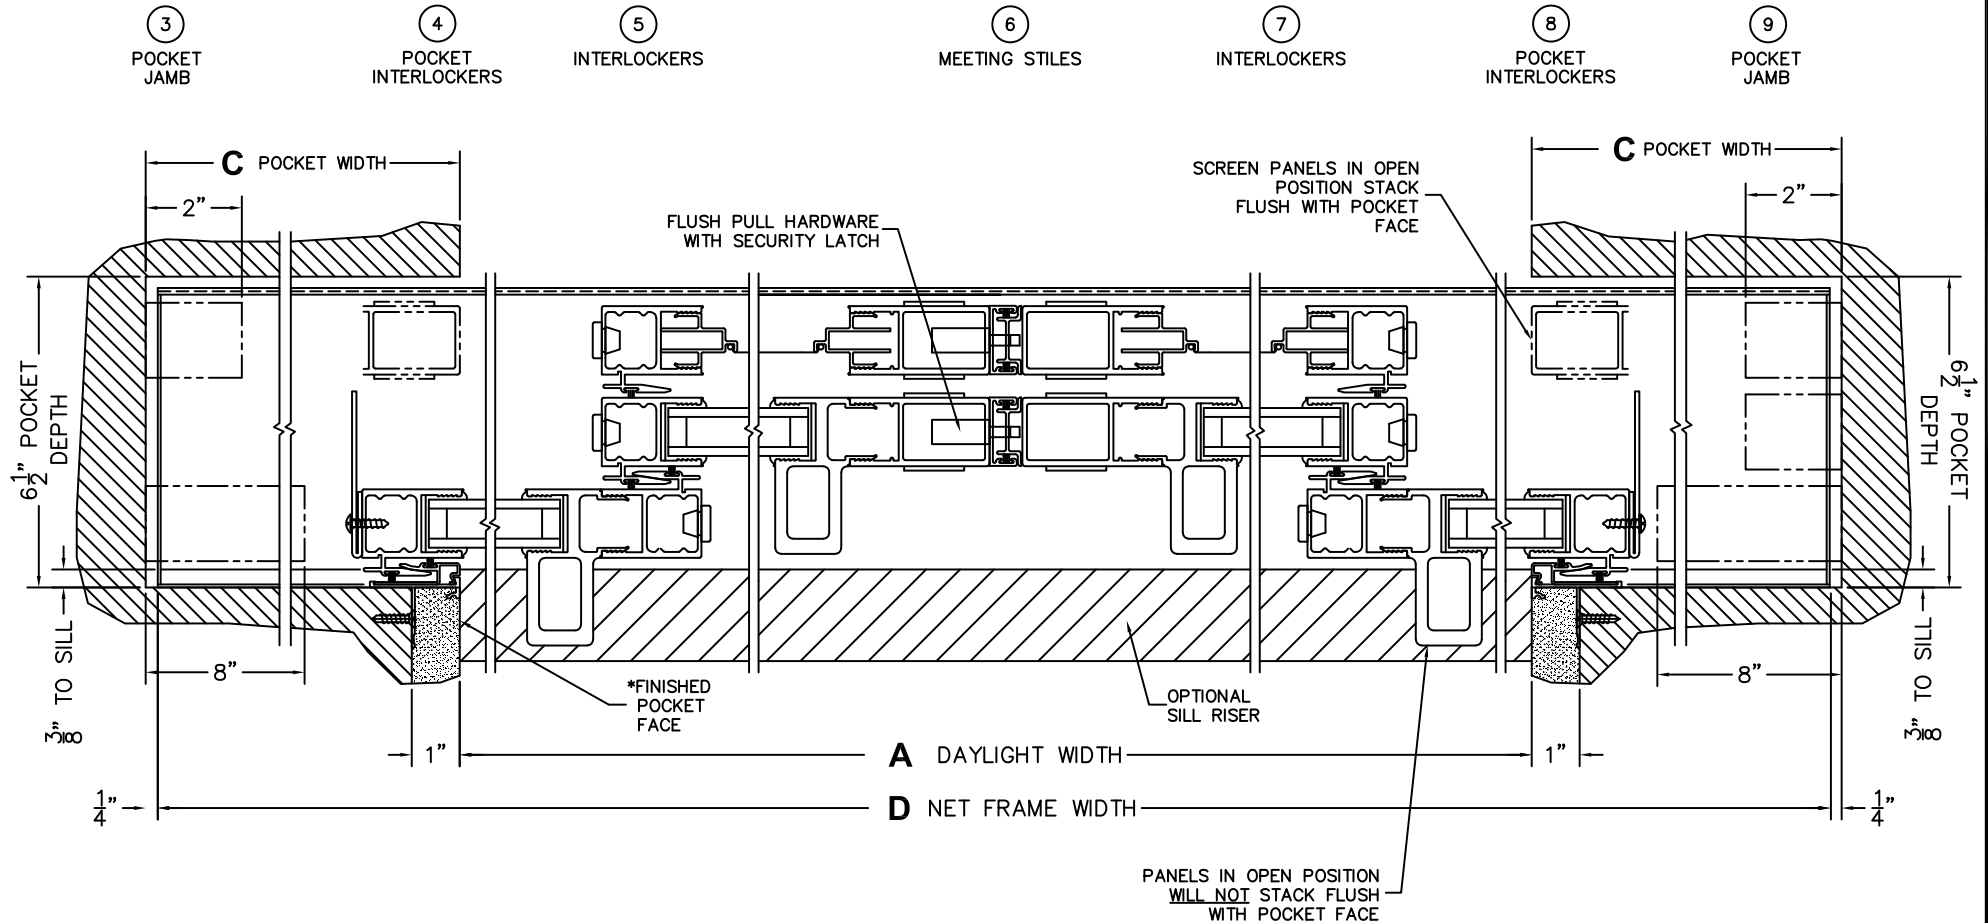 3
POCKET
JAMB
4
POCKET
INTERLOCKERS
5
INTERLOCKERS
6
MEETING STILES
7
INTERLOCKERS
8
POCKET
INTERLOCKERS
9
POCKET
JAMB
C POCKET WIDTH
2"
FLUSH PULL HARDWARE
WITH SECURITY LATCH
SCREEN PANELS IN OPEN
POSITION STACK
FLUSH WITH POCKET
FACE
C POCKET WIDTH
2"
6 1/2" POCKET
DEPTH
6 1/2" POCKET
DEPTH
3/8" TO SILL
8"
*FINISHED
POCKET
FACE
OPTIONAL
SILL RISER
8"
3/8" TO SILL
1"
A DAYLIGHT WIDTH
1"
1/4"
D NET FRAME WIDTH
1/4"
PANELS IN OPEN POSITION
WILL NOT STACK FLUSH
WITH POCKET FACE